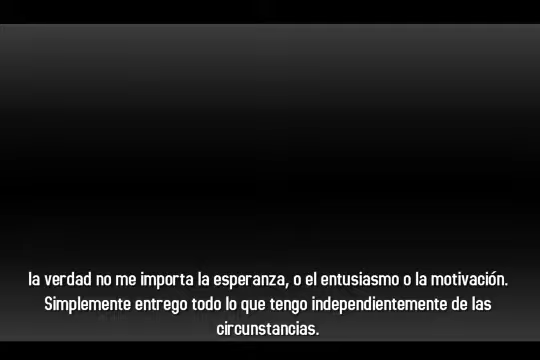 la verdad no me importa la esperanza, o el entusiasmo o la motivación.
Simplemente entrego todo lo que tengo independientemente de las
circunstancias.